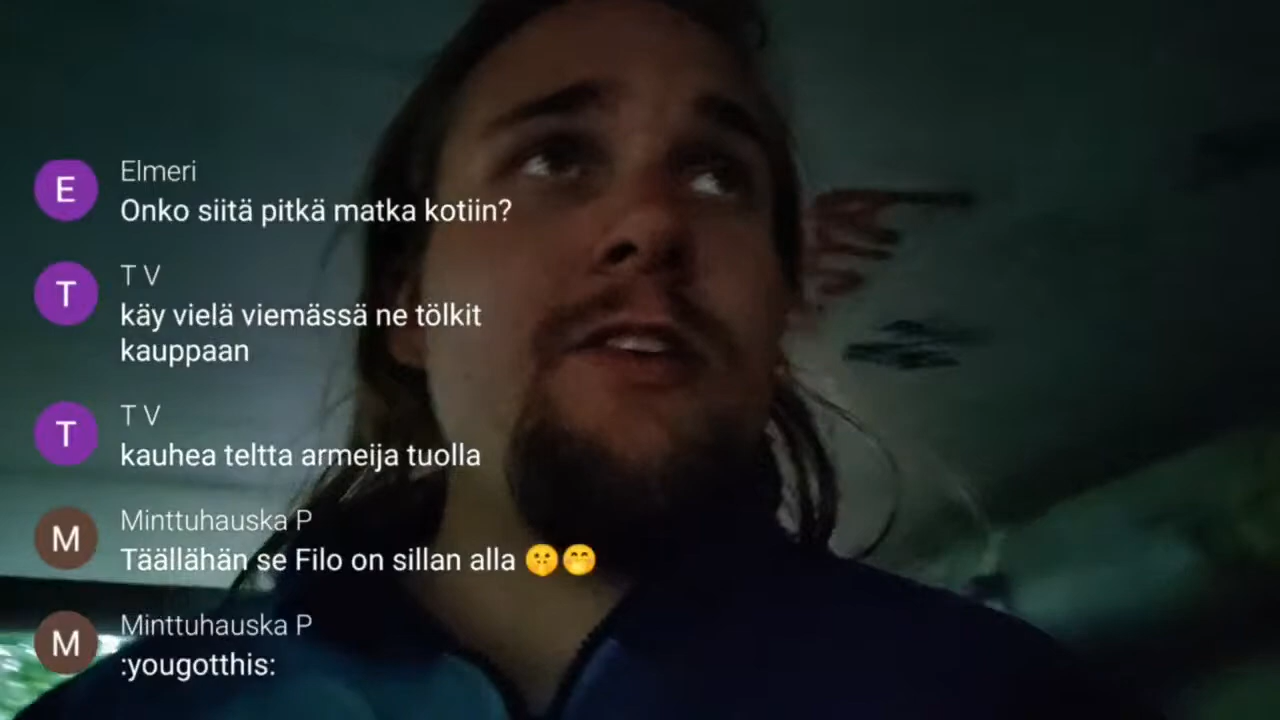 E
Elmeri
Onko siitä pitkä matka kotiin?
T
T V
käy vielä viemässä ne tölkit
kauppaan
T
T V
kauhea teltta armeija tuolla
M
Minttuhauska P
Täällähän se Filo on sillan alla 🤫🤭
M
Minttuhauska P
:yougotthis: